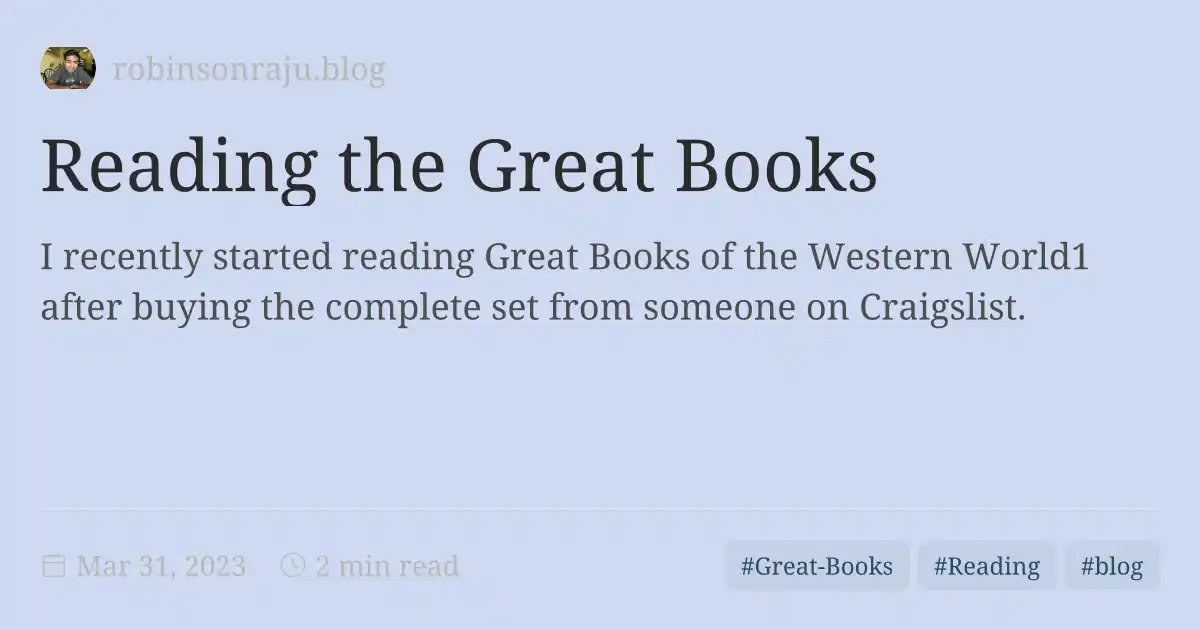 robinsonraju.blog
Reading the Great Books
I recently started reading Great Books of the Western World1
after buying the complete set from someone on Craigslist.
Mar 31, 2023 2 min read #Great-Books #Reading #blog